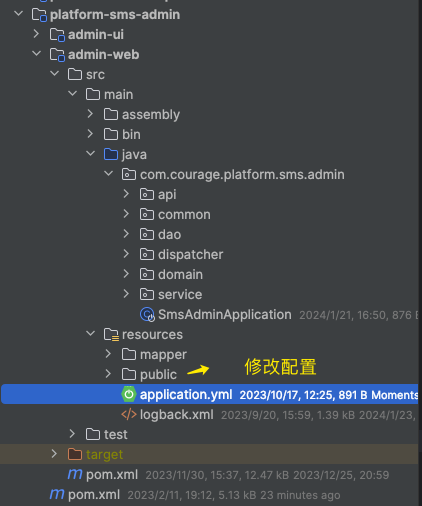 platform-sms-admin
admin-ui
admin-web
src
main
assembly
bin
java
com.courage.platform.sms.admin
api
common
dao
dispatcher
domain
service
SmsAdminApplication 2024/1/21, 16:50, 876 B
resources
mapper
public 修改配置
application.yml 2023/10/17, 12:25, 891 B Moments
logback.xml 2023/9/20, 15:59, 1.39 kB 2024/1/23,
test
target
pom.xml 2023/11/30, 15:37, 12.47 kB 2023/12/25, 20:59
pom.xml 2023/2/11, 19:12, 5.13 kB 23 minutes ago